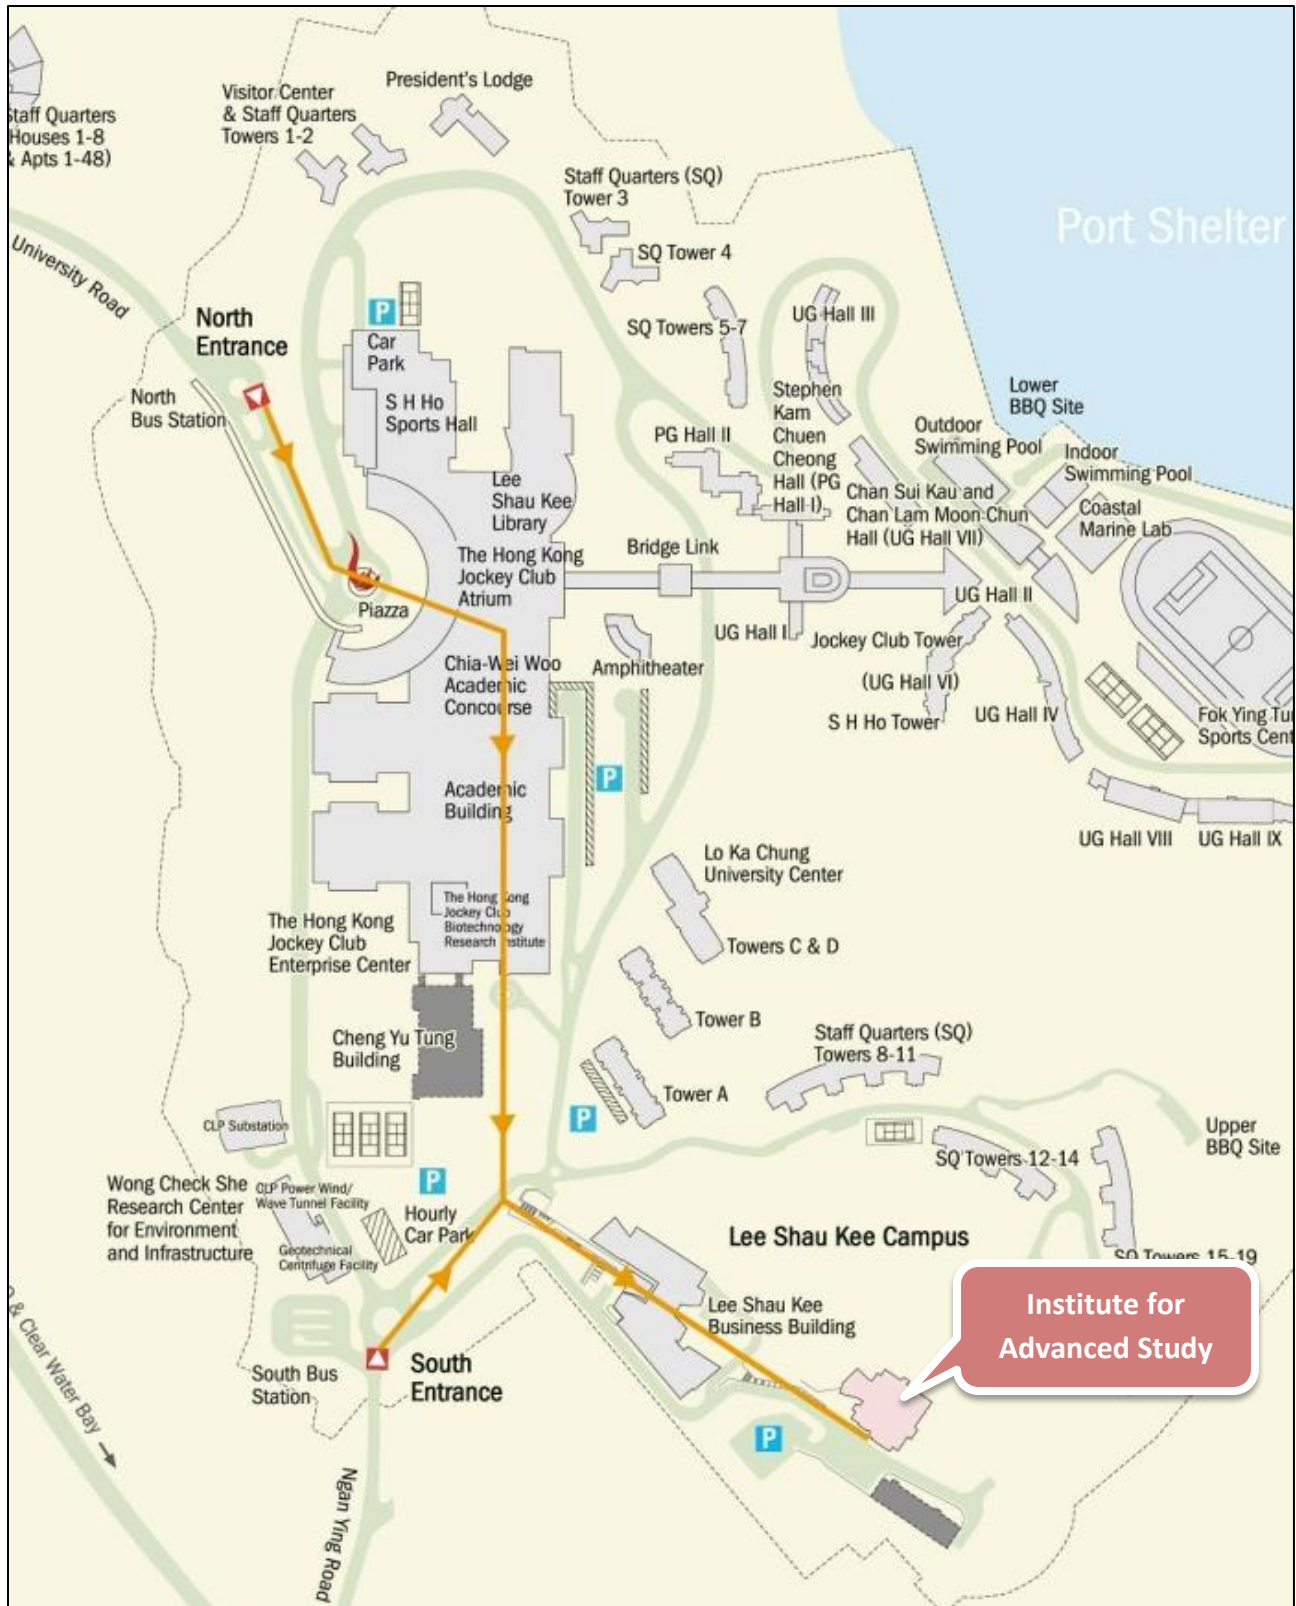 President's Lodge
Visitor Center
& Staff Quarters
Towers 1-2
Staff Quarters
Houses 1-8
& Apts 1-48)
Staff Quarters (SQ)
Tower 3
Port Shelter
University Road
SQ Tower 4
North
Entrance
P
Car
Park
SQ Towers 5-7
UG Hall III
North
Bus Station
S H Ho
Sports Hall
Stephen
Kam
Chuen
Cheong
Hall (PG
Hall I)
Lower
BBQ Site
PG Hall II
Outdoor
Swimming Pool
Indoor
Swimming Pool
Lee
Shau Kee
Library
Chan Sui Kau and
Chan Lam Moon Chun
Hall (UG Hall VII)
Coastal
Marine Lab
The Hong Kong
Jockey Club
Atrium
Bridge Link
UG Hall II
Piazza
UG Hall I
Jockey Club Tower
(UG Hall VI)
S H Ho Tower
UG Hall IV
Amphitheater
Chia-Wei Woo
Academic
Concourse
Fok Ying Tu
Sports Cent
P
Academic
Building
UG Hall VIII
UG Hall IX
Lo Ka Chung
University Center
The Hong Kong
Jockey Club
Biotechnology
Research Institute
The Hong Kong
Jockey Club
Enterprise Center
Towers C & D
Tower B
Cheng Yu Tung
Building
Staff Quarters (SQ)
Towers 8-11
Tower A
P
CLP Substation
Upper
BBQ Site
SQ Towers 12-14
Wong Check She
Research Center
for Environment
and Infrastructure
CLP Power Wind/
Wave Tunnel Facility
P
Hourly
Car Park
Geotechnical
Centrifuge Facility
Lee Shau Kee Campus
SQ Towers 15-19
Institute for
Advanced Study
Lee Shau Kee
Business Building
& Clear Water Bay
South Bus
Station
South
Entrance
P
Ngan Ying Road